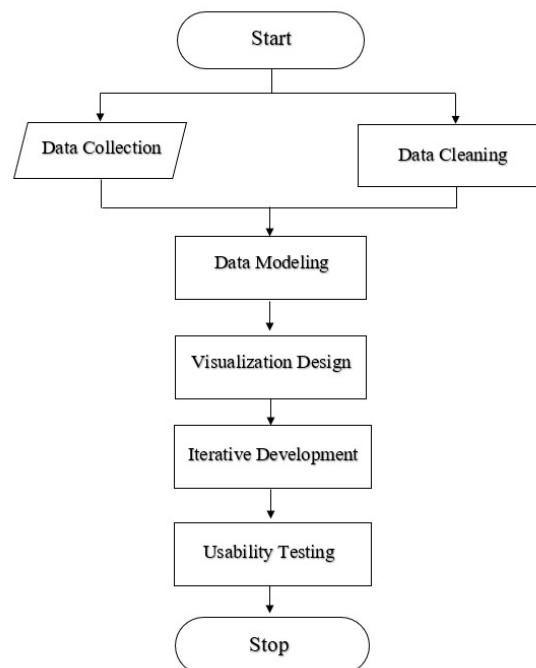 Start
Data Collection
Data Cleaning
Data Modeling
Visualization Design
Iterative Development
Usability Testing
Stop